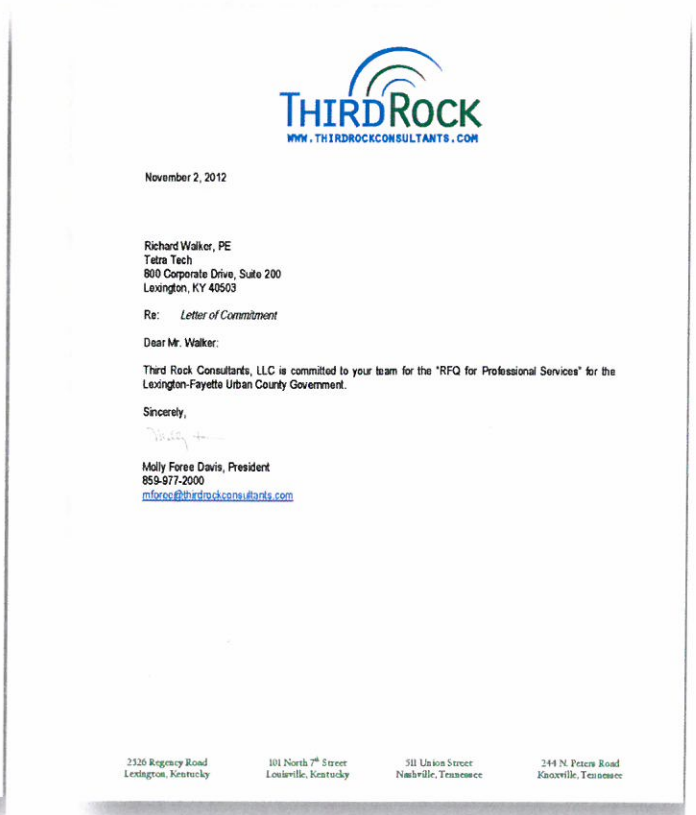 THIRDROCK
WWW.THIRDROCKCONSULTANTS.COM
November 2, 2012
Richard Walker, PE
Tetra Tech
800 Corporate Drive, Suite 200
Lexington, KY 40503
Re: Letter of Commitment
Dear Mr. Walker:
Third Rock Consultants, LLC is committed to your team for the "RFQ for Professional Services" for the
Lexington-Fayette Urban County Government.
Sincerely,
Molly Foree Davis, President
859-977-2000
mforee@thirdrockconsultants.com
2526 Regency Road
Lexington, Kentucky
101 North 7th Street
Louisville, Kentucky
511 Union Street
Nashville, Tennessee
244 N. Peters Road
Knoxville, Tennessee